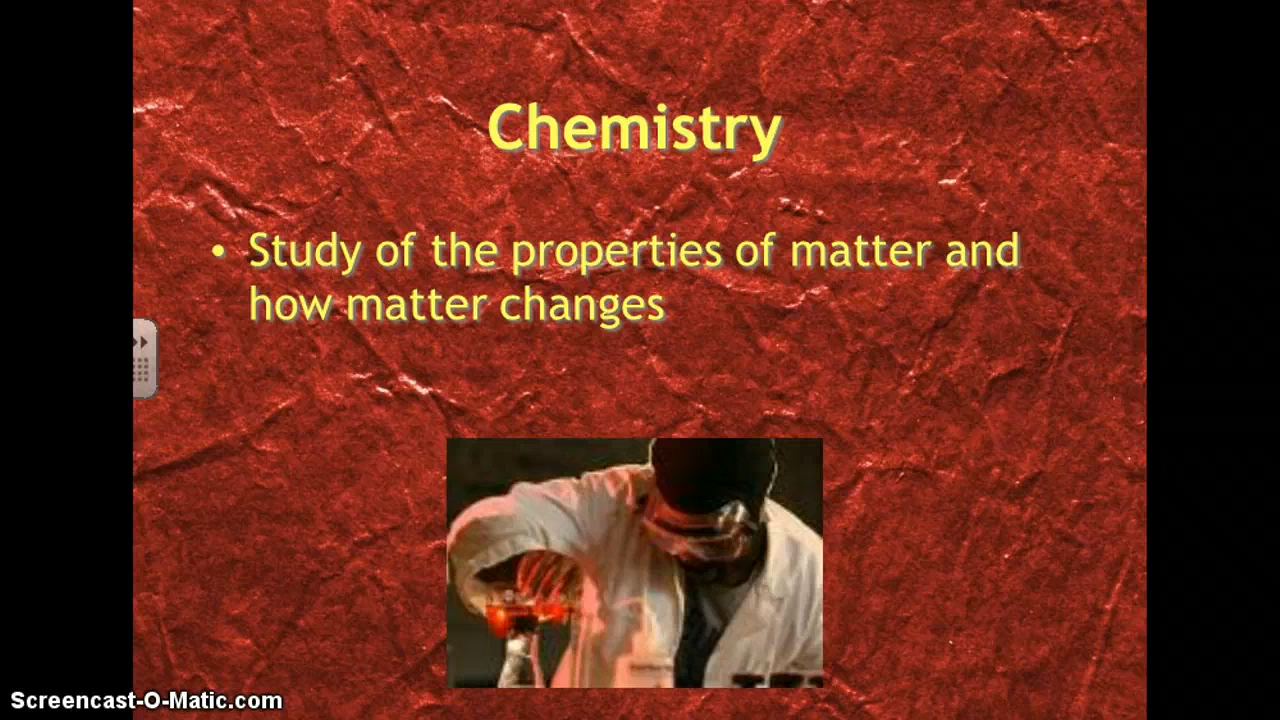 Chemistry
• Study of the properties of matter and
how matter changes
Screencast-O-Matic.com